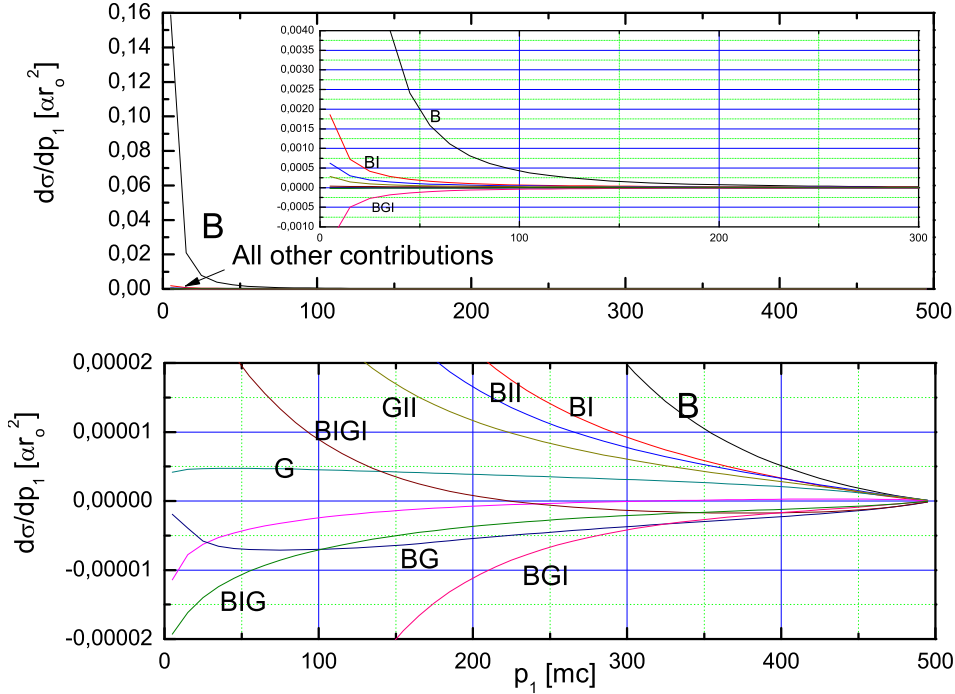 0,16
0,14
0,12
0,10
0,08
0,06
0,04
0,02
0,00
dσ/dp₁ [αr₀²]
0,0040
0,0035
0,0030
0,0025
0,0020
0,0015
0,0010
0,0005
0,0000
-0,0005
-0,0010
B
BI
BGI
0 100 200 300
B
All other contributions
0 100 200 300 400 500
0,00002
0,00001
0,00000
-0,00001
-0,00002
dσ/dp₁ [αr₀²]
GII BII BI B
BIGI
G
BG BGI
BIG
0 100 200 300 400 500
p₁ [mc]